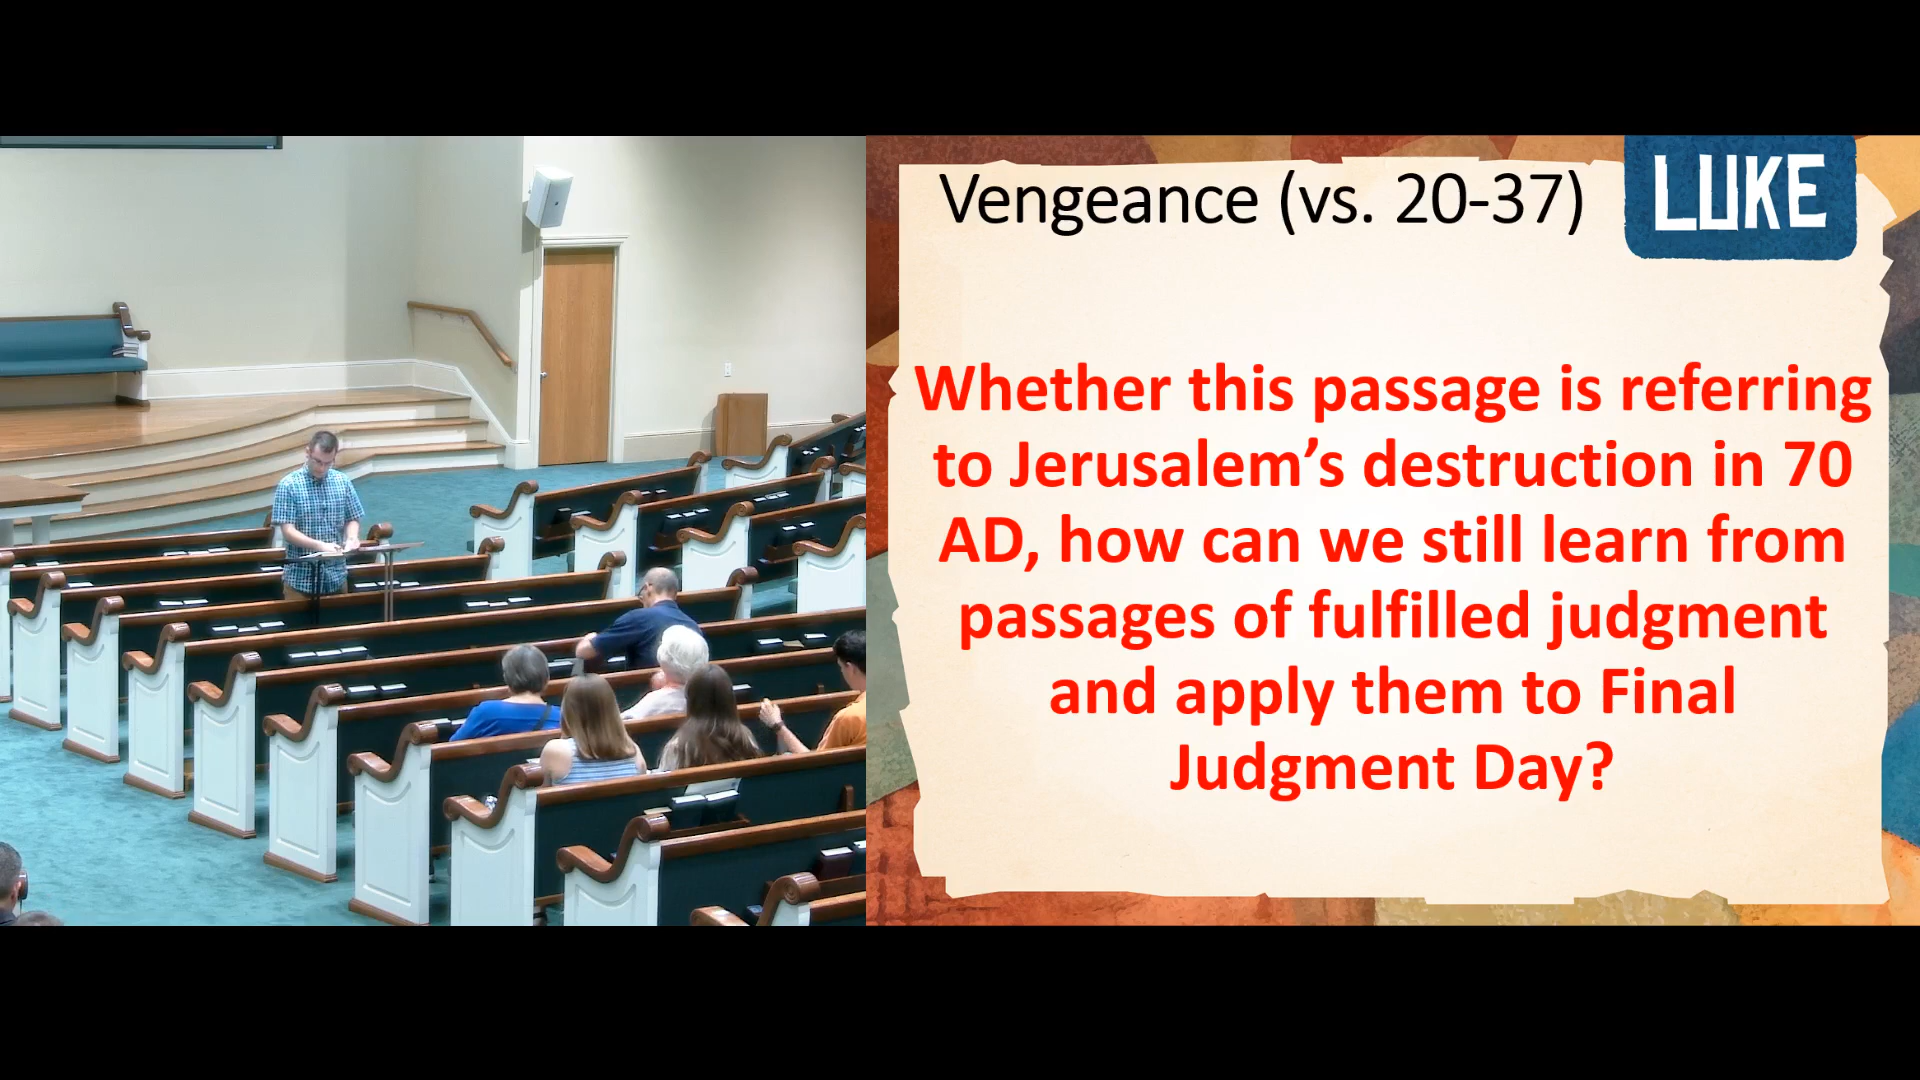 Vengeance (vs. 20-37)
LUKE
Whether this passage is referring
to Jerusalem’s destruction in 70
AD, how can we still learn from
passages of fulfilled judgment
and apply them to Final
Judgment Day?